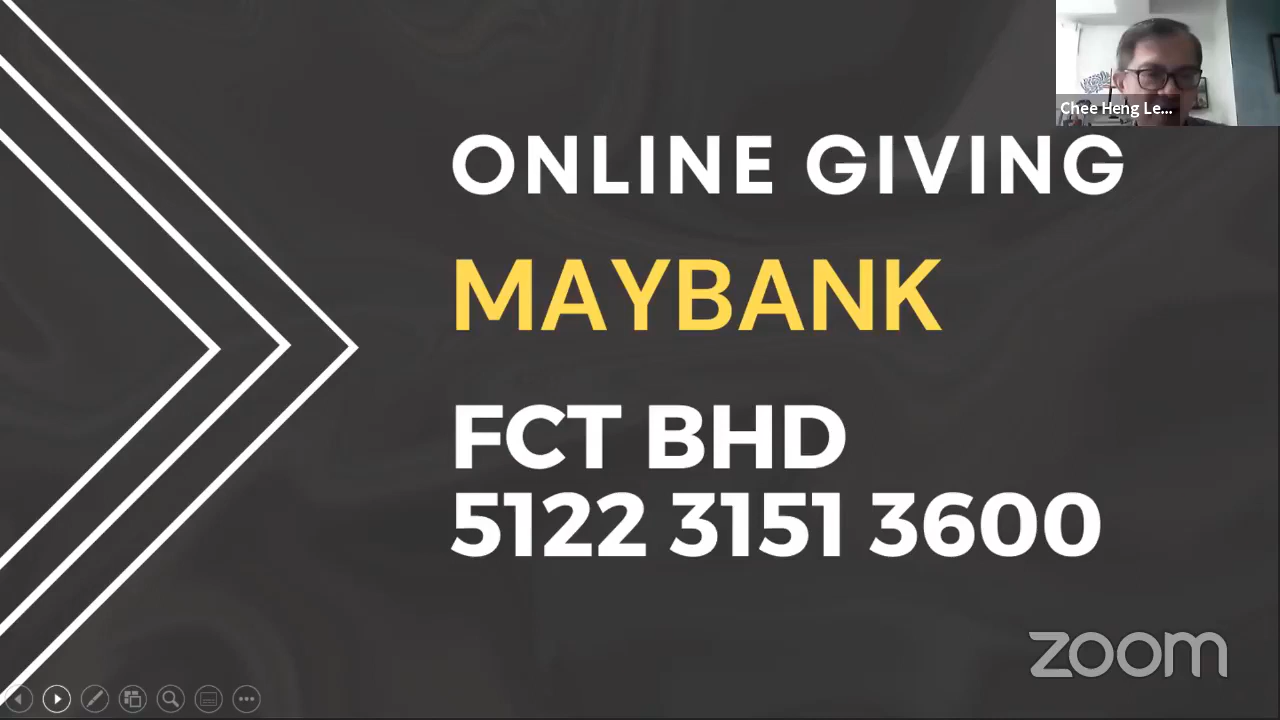 Chee Heng Le...
ONLINE GIVING
MAYBANK
FCT BHD
5122 3151 3600
zoom